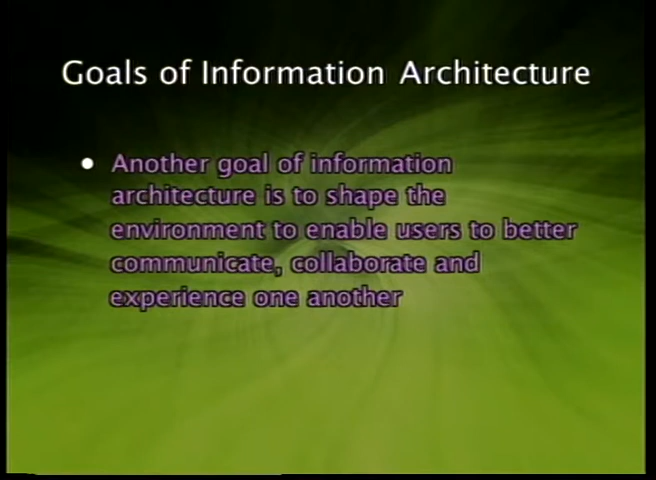 Goals of Information Architecture
• Another goal of information
architecture is to shape the
environment to enable users to better
communicate, collaborate and
experience one another